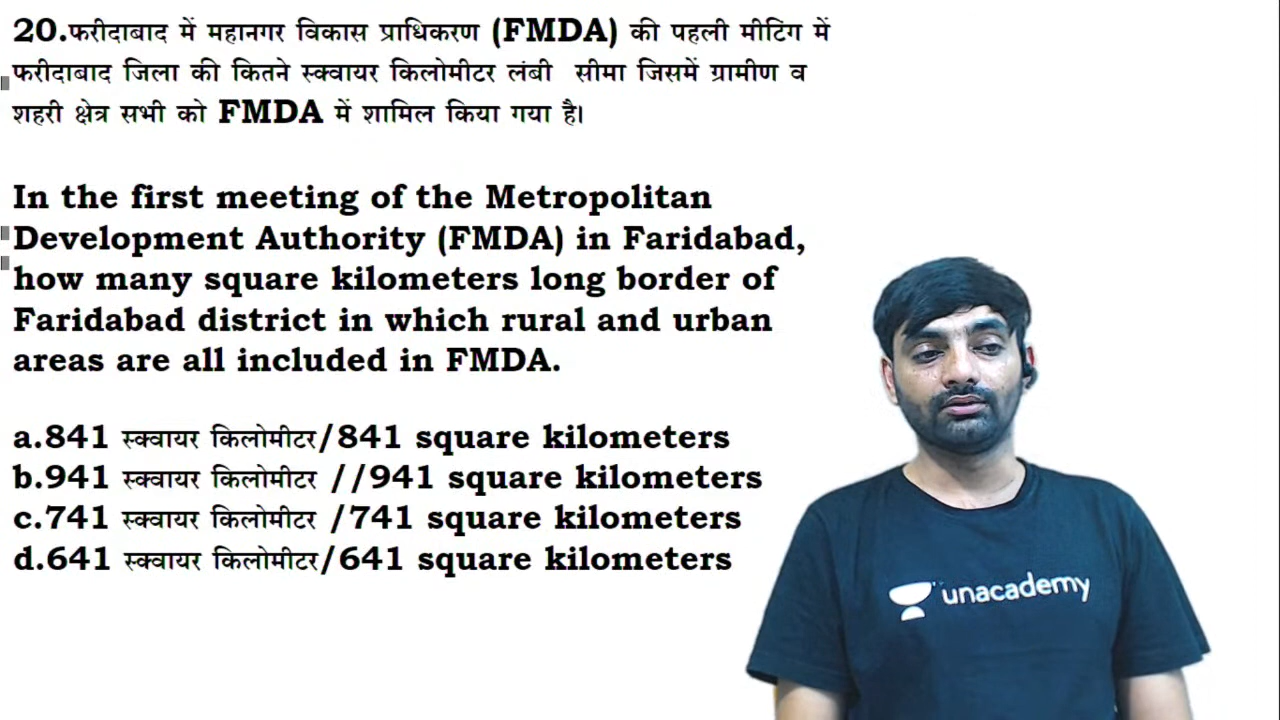 20.फरीदाबाद में महानगर विकास प्राधिकरण (FMDA) की पहली मीटिंग में
फरीदाबाद जिला की कितने स्क्वायर किलोमीटर लंबी सीमा जिसमें ग्रामीण व
शहरी क्षेत्र सभी को FMDA में शामिल किया गया है।
In the first meeting of the Metropolitan
Development Authority (FMDA) in Faridabad,
how many square kilometers long border of
Faridabad district in which rural and urban
areas are all included in FMDA.
a.841 स्क्वायर किलोमीटर/841 square kilometers
b.941 स्क्वायर किलोमीटर //941 square kilometers
c.741 स्क्वायर किलोमीटर /741 square kilometers
d.641 स्क्वायर किलोमीटर/641 square kilometers
unacademy